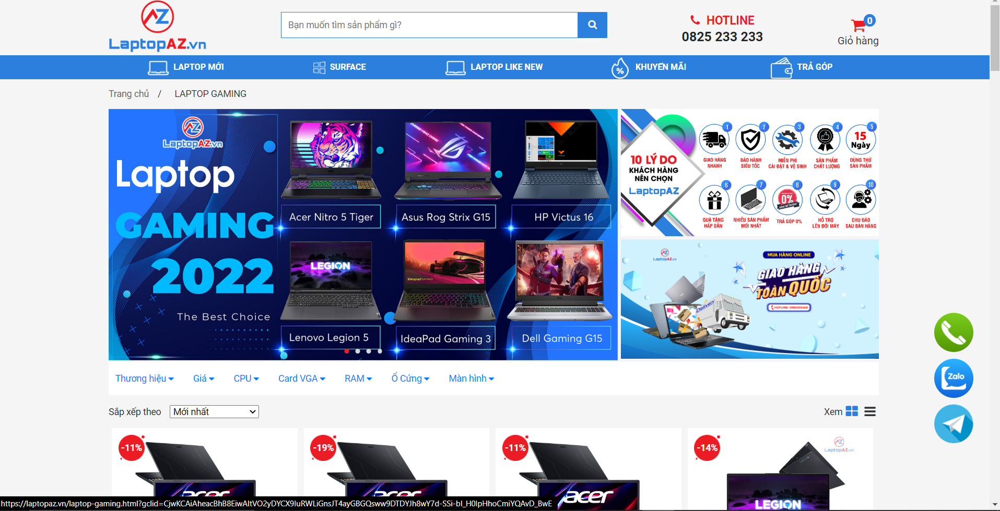 LaptopAZ.vn
Bạn muốn tìm sản phẩm gì?
HOTLINE
0825 233 233
0
Giỏ hàng
LAPTOP MỚI
SURFACE
LAPTOP LIKE NEW
%
KHUYẾN MÃI
TRẢ GÓP
Trang chủ / LAPTOP GAMING
LaptopAZ.vn
Laptop
GAMING
2022
The Best Choice
Acer Nitro 5 Tiger
Asus Rog Strix G15
HP Victus 16
LEGION
ideapad GAMING
Lenovo Legion 5
IdeaPad Gaming 3
Dell Gaming G15
10 LÝ DO
KHÁCH HÀNG
NÊN CHỌN
LaptopAZ
1
GIAO HÀNG
NHANH
2
BẢO HÀNH
SIÊU TỐC
3
MIỄN PHÍ
CÀI ĐẶT & VỆ SINH
4
SẢN PHẨM
CHẤT LƯỢNG
5
15
Ngày
DÙNG THỬ
SẢN PHẨM
6
QUÀ TẶNG
HẤP DẪN
7
NHIỀU SẢN PHẨM
MỚI NHẤT
8
0%
TRẢ GÓP 0%
9
HỖ TRỢ
LÊN ĐỜI MÁY
10
CHU ĐÁO
SAU BÁN HÀNG
LaptopAZ.vn
MUA HÀNG ONLINE
GIAO HÀNG
TOÀN QUỐC
HOTLINE: 0986503468
Delivery
Zalo
Thương hiệu
Giá
CPU
Card VGA
RAM
Ổ Cứng
Màn hình
Sắp xếp theo
Mới nhất
Xem
-11%
acer
-19%
acer
-11%
acer
-14%
LaptopAZ.vn
LEGION
https://laptopaz.vn/laptop-gaming.html?gclid=CjwKCAiAheacBhB8EiwAItVO2yDYCX9IuRWLiGnsJT4ayGBGQsww9DTDYJh8wY7d-SSi-bI_H0IpHhoCmiYQAvD_BwE